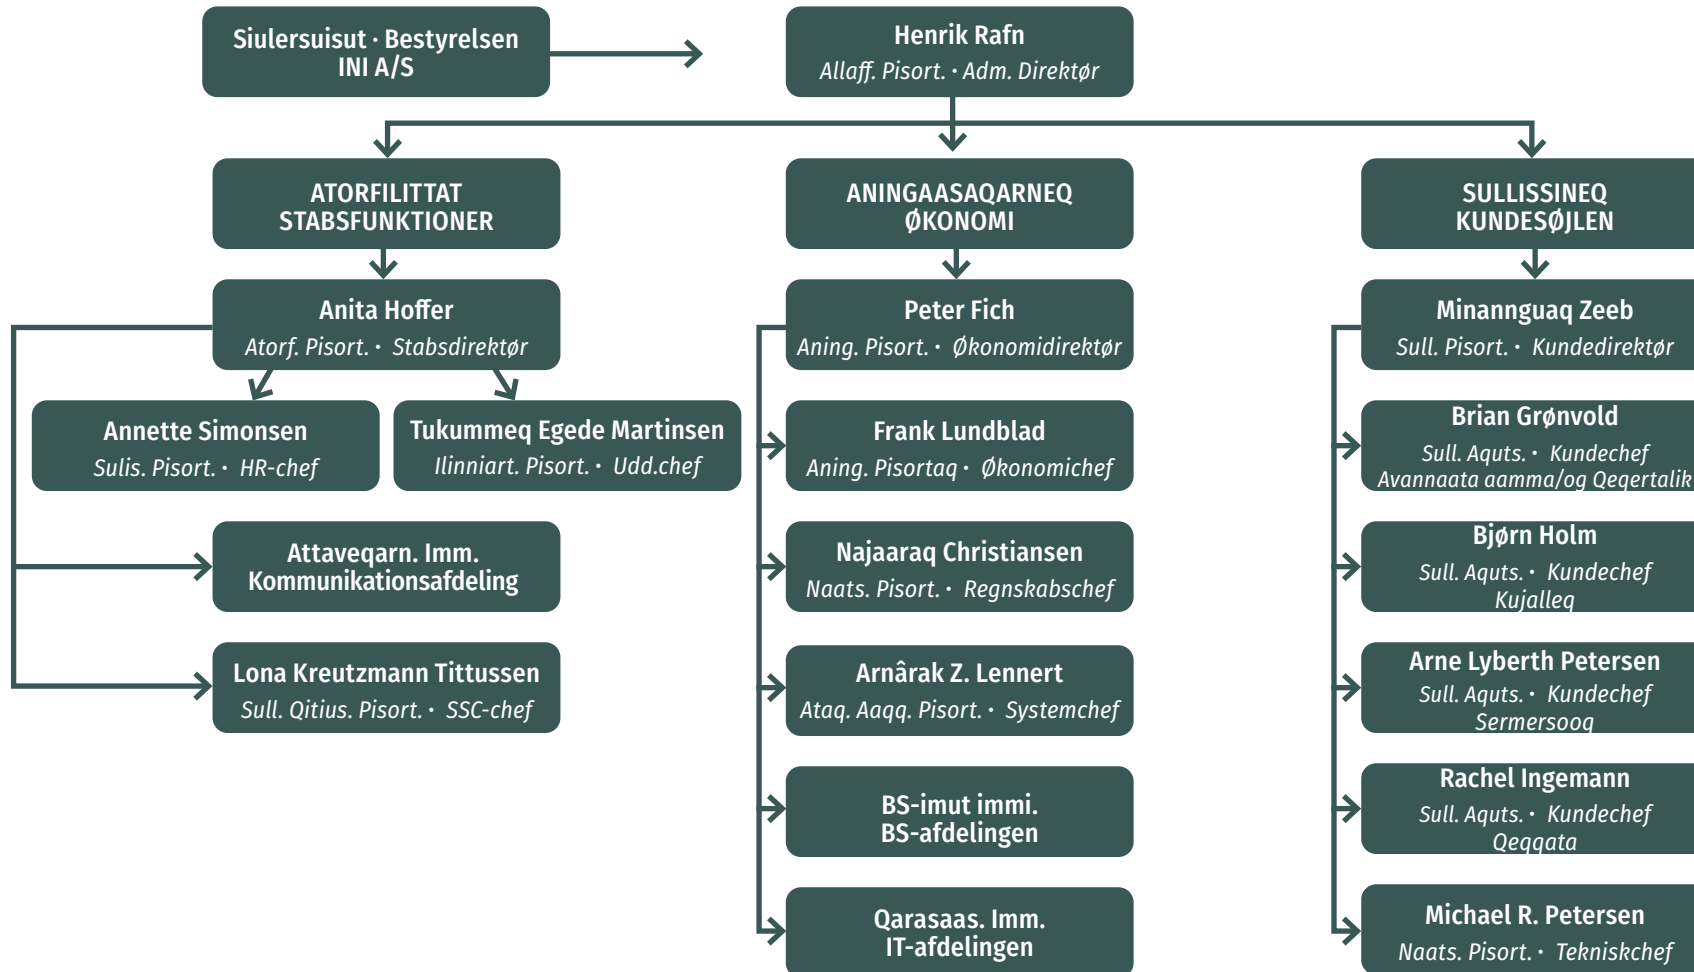 Siulersuisut · Bestyrelsen
INI A/S
Henrik Rafn
Allaff. Pisort. · Adm. Direktør
ATORFILITTAT
STABSFUNKTIONER
Anita Hoffer
Atorf. Pisort. · Stabsdirektør
Annette Simonsen
Sulis. Pisort. · HR-chef
Tukummeq Egede Martinsen
Ilinniart. Pisort. · Udd.chef
Attaveqarn. Imm.
Kommunikationsafdeling
Lona Kreutzmann Tittussen
Sull. Qitius. Pisort. · SSC-chef
ANINGAASAQARNEQ
ØKONOMI
Peter Fich
Aning. Pisort. · Økonomidirektør
Frank Lundblad
Aning. Pisortaq · Økonomichef
Najaaraq Christiansen
Naats. Pisort. · Regnskabschef
Arnârak Z. Lennert
Ataq. Aaqq. Pisort. · Systemchef
BS-imut immi.
BS-afdelingen
Qarasaas. Imm.
IT-afdelingen
SULLISSINEQ
KUNDESØJLEN
Minannguaq Zeeb
Sull. Pisort. · Kundedirektør
Brian Grønvold
Sull. Aquts. · Kundechef
Avannaata aamma/og Qeqertalik
Bjørn Holm
Sull. Aquts. · Kundechef
Kujalleq
Arne Lyberth Petersen
Sull. Aquts. · Kundechef
Sermersooq
Rachel Ingemann
Sull. Aquts. · Kundechef
Qeqqata
Michael R. Petersen
Naats. Pisort. · Tekniskchef